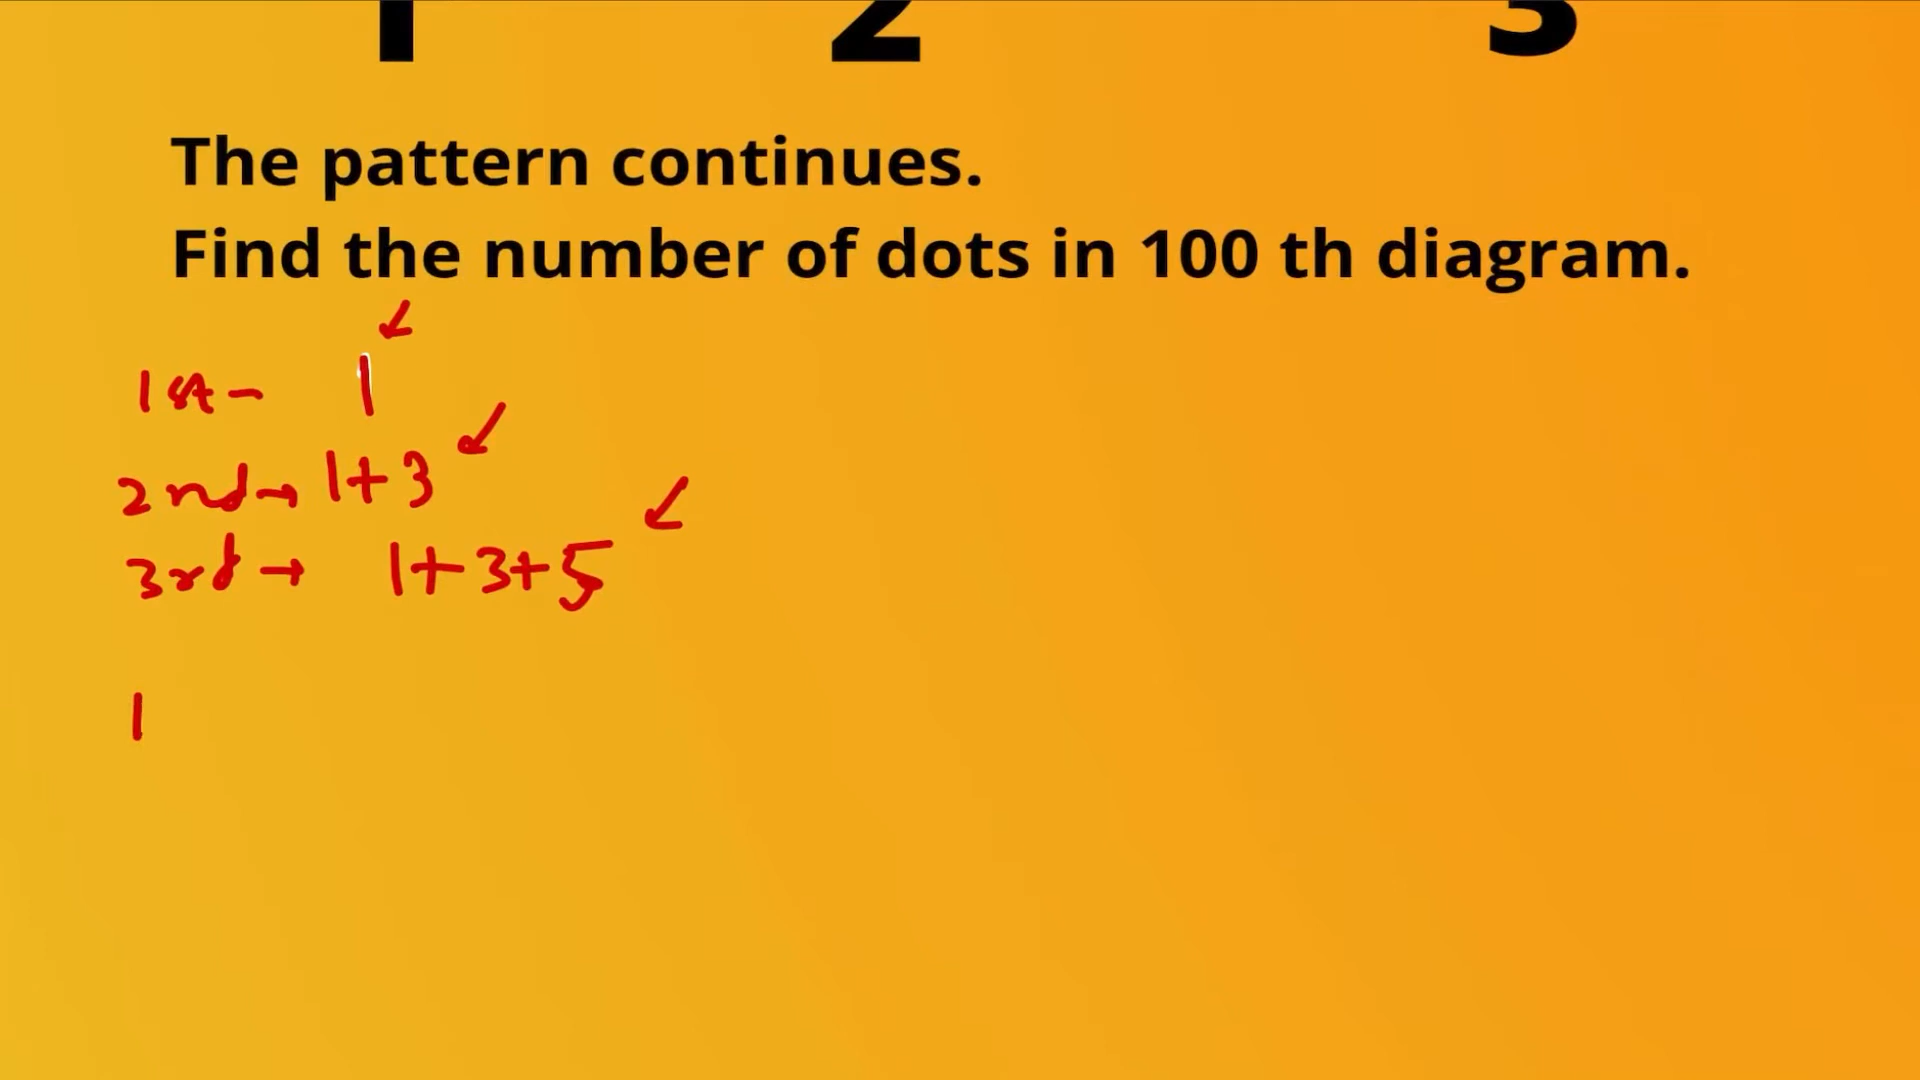 1 2 3
The pattern continues.
Find the number of dots in 100 th diagram.
1st - 1
2nd → 1+3
3rd → 1+3+5
1